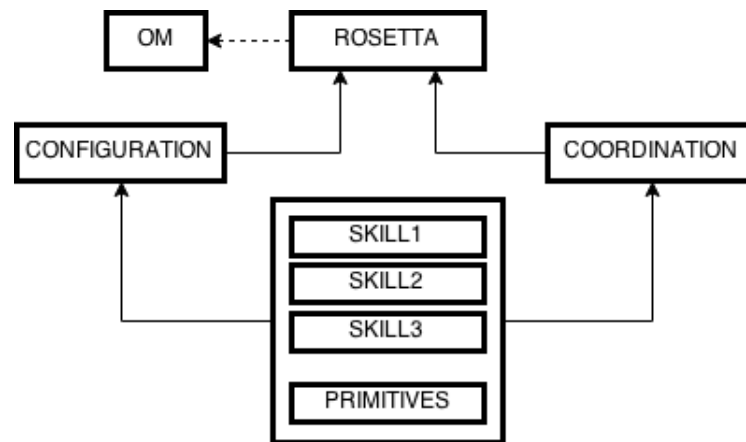 OM
ROSETTA
CONFIGURATION
COORDINATION
SKILL1
SKILL2
SKILL3
PRIMITIVES